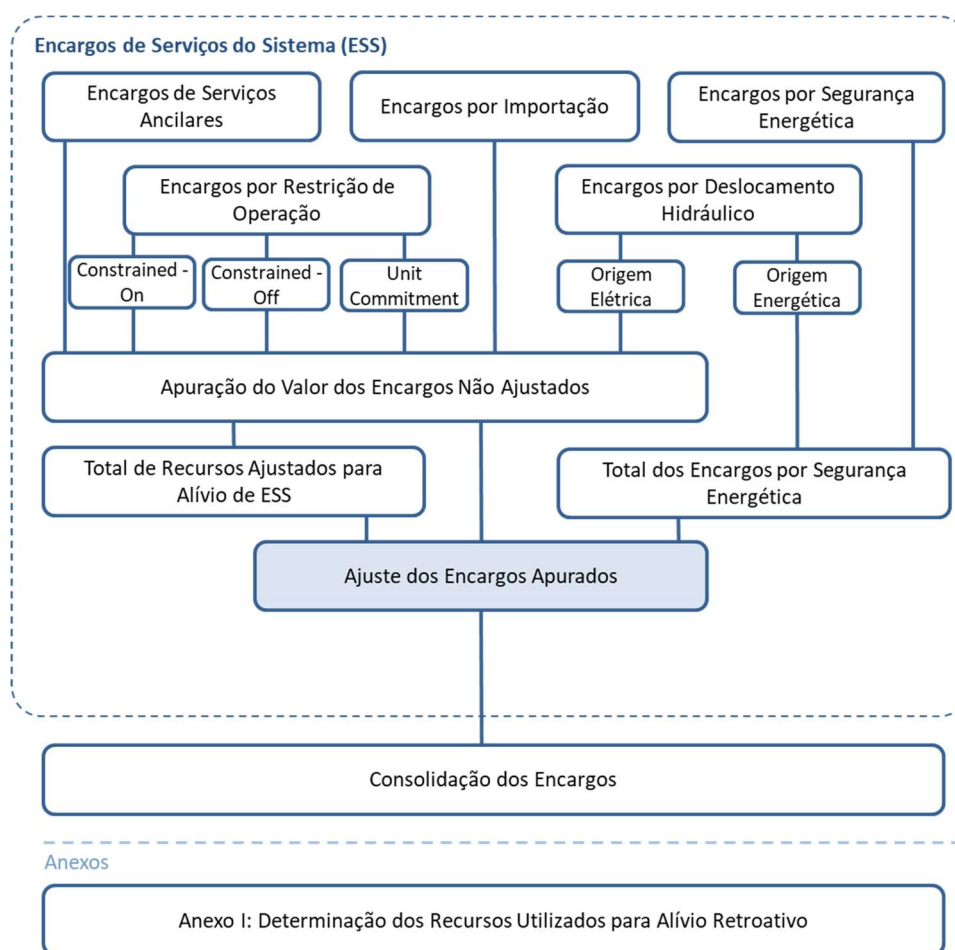 Encargos de Serviços do Sistema (ESS)
Encargos de Serviços
Ancilares
Encargos por Importação
Encargos por Segurança
Energética
Encargos por Restrição de
Operação
Encargos por Deslocamento
Hidráulico
Constrained -
On
Constrained -
Off
Unit
Commitment
Origem
Elétrica
Origem
Energética
Apuração do Valor dos Encargos Não Ajustados
Total de Recursos Ajustados para
Alívio de ESS
Total dos Encargos por Segurança
Energética
Ajuste dos Encargos Apurados
Consolidação dos Encargos
Anexos
Anexo I: Determinação dos Recursos Utilizados para Alívio Retroativo